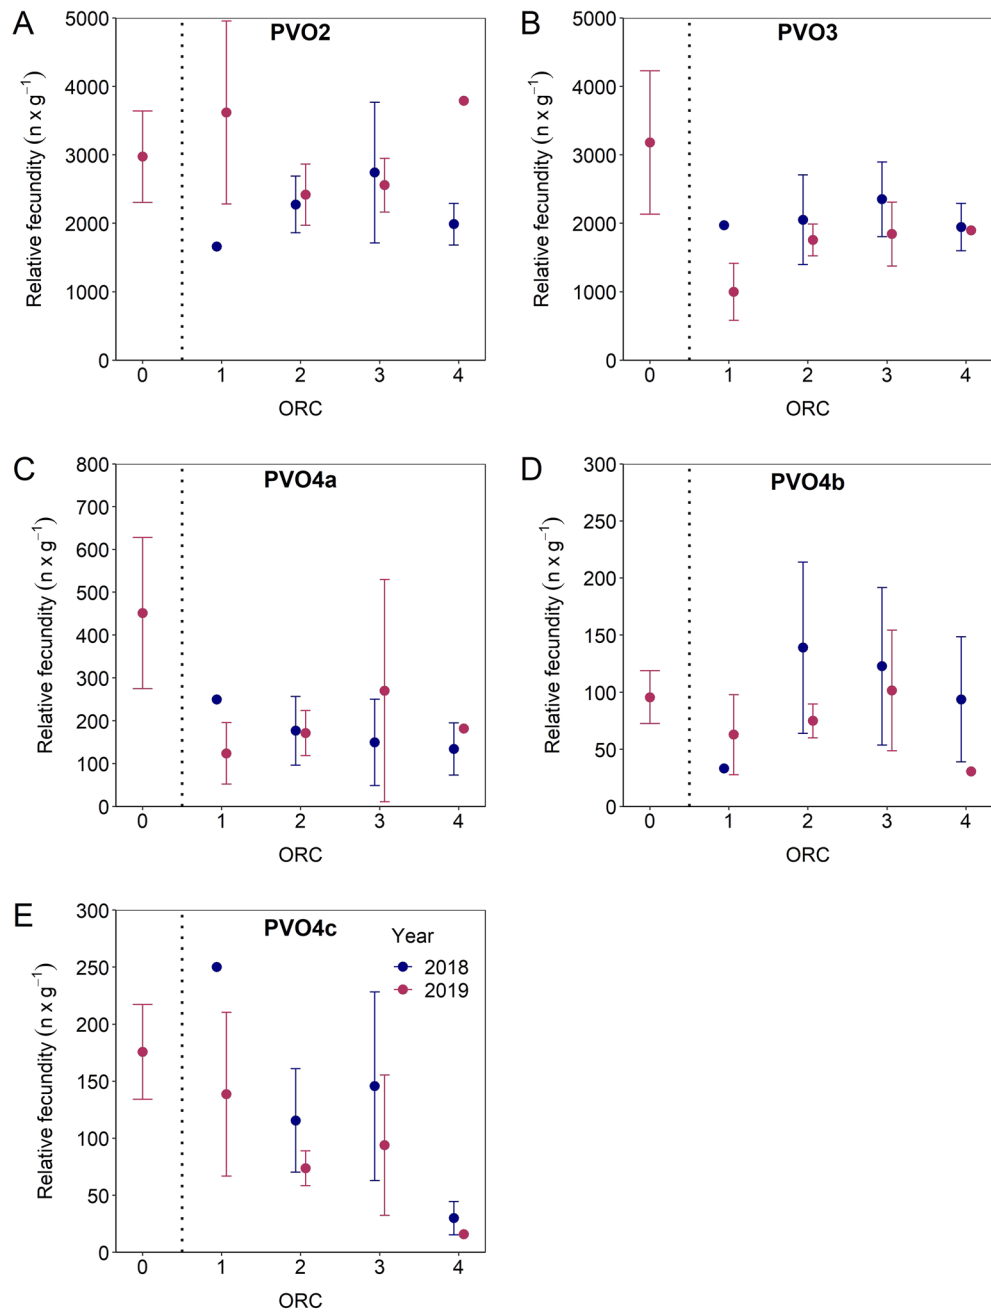 A
PVO2
Relative fecundity (n x g⁻¹)
5000
4000
3000
2000
1000
0
0 1 2 3 4
ORC
B
PVO3
Relative fecundity (n x g⁻¹)
5000
4000
3000
2000
1000
0
0 1 2 3 4
ORC
C
PVO4a
Relative fecundity (n x g⁻¹)
800
700
600
500
400
300
200
100
0
0 1 2 3 4
ORC
D
PVO4b
Relative fecundity (n x g⁻¹)
300
250
200
150
100
50
0
0 1 2 3 4
ORC
E
PVO4c
Relative fecundity (n x g⁻¹)
300
250
200
150
100
50
0
0 1 2 3 4
ORC
Year
2018
2019